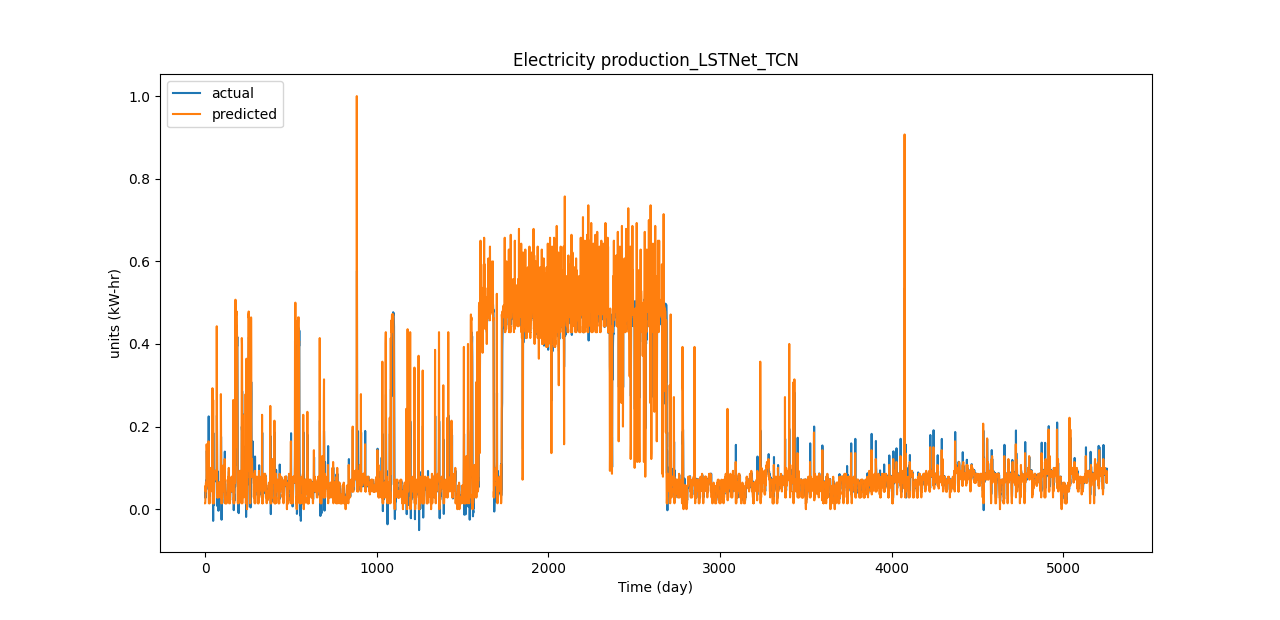 Electricity production_LSTNet_TCN
actual
predicted
1.0
0.8
0.6
0.4
0.2
0.0
units (kW-hr)
0 1000 2000 3000 4000 5000
Time (day)